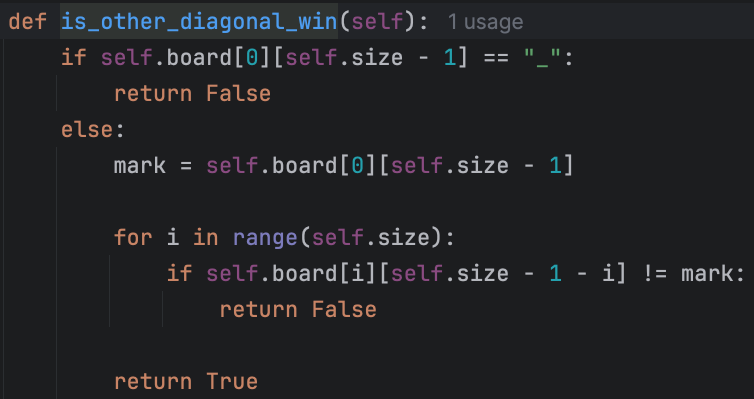 def is_other_diagonal_win(self): 1 usage
    if self.board[0][self.size - 1] == "_":
        return False
    else:
        mark = self.board[0][self.size - 1]

        for i in range(self.size):
            if self.board[i][self.size - 1 - i] != mark:
                return False

        return True